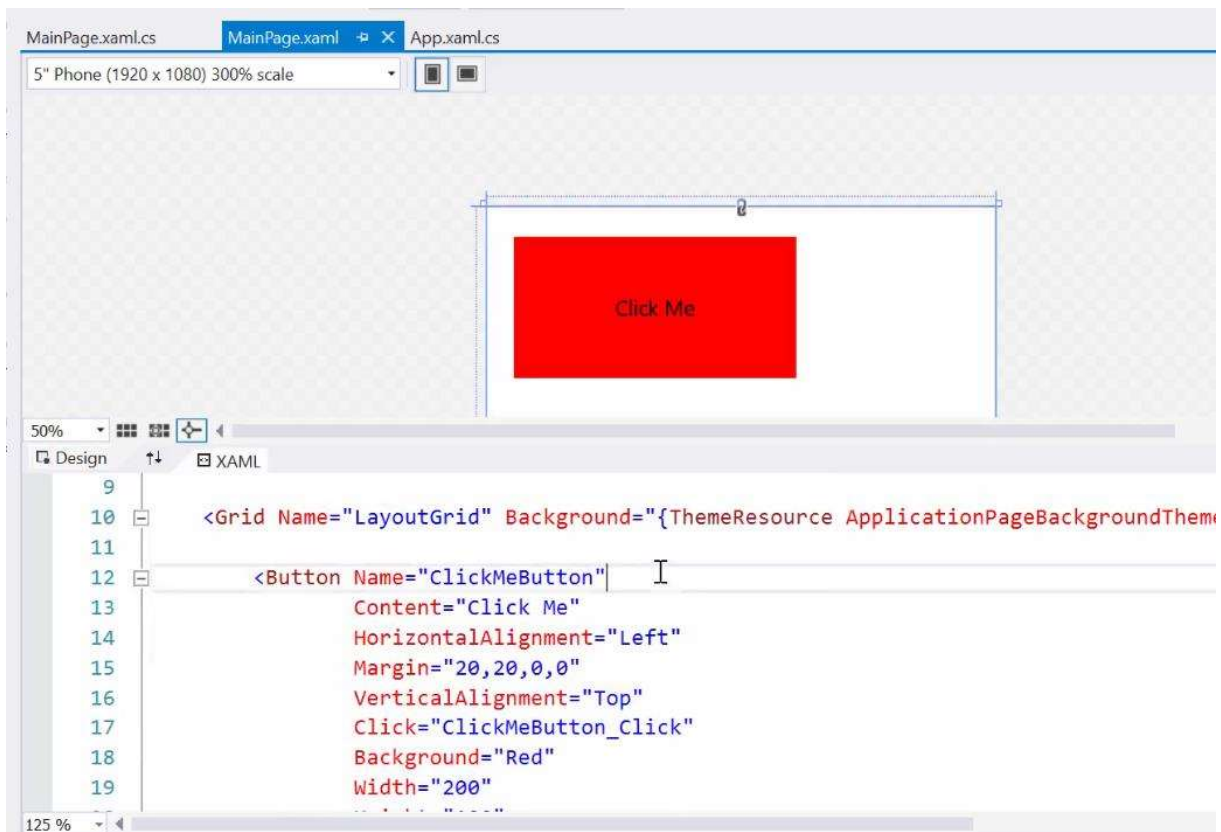 MainPage.xaml.cs MainPage.xaml App.xaml.cs
5" Phone (1920 x 1080) 300% scale
Click Me
50%
Design XAML
9
10 <Grid Name="LayoutGrid" Background="{ThemeResource ApplicationPageBackgroundTheme
11
12 <Button Name="ClickMeButton"
13 Content="Click Me"
14 HorizontalAlignment="Left"
15 Margin="20,20,0,0"
16 VerticalAlignment="Top"
17 Click="ClickMeButton_Click"
18 Background="Red"
19 Width="200"
125 %